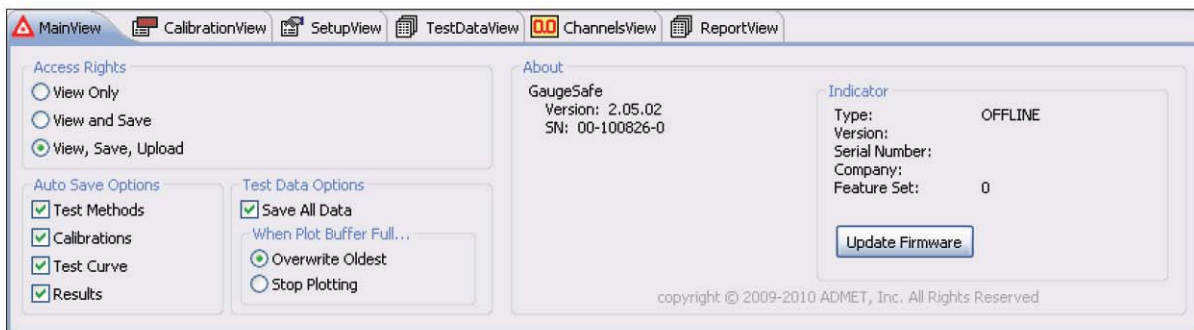 MainView CalibrationView SetupView TestDataView 0.0 ChannelsView ReportView
Access Rights
View Only
View and Save
View, Save, Upload
Auto Save Options
Test Methods
Calibrations
Test Curve
Results
Test Data Options
Save All Data
When Plot Buffer Full...
Overwrite Oldest
Stop Plotting
About
GaugeSafe
Version: 2.05.02
SN: 00-100826-0
Indicator
Type: OFFLINE
Version:
Serial Number:
Company:
Feature Set: 0
Update Firmware
copyright © 2009-2010 ADMET, Inc. All Rights Reserved